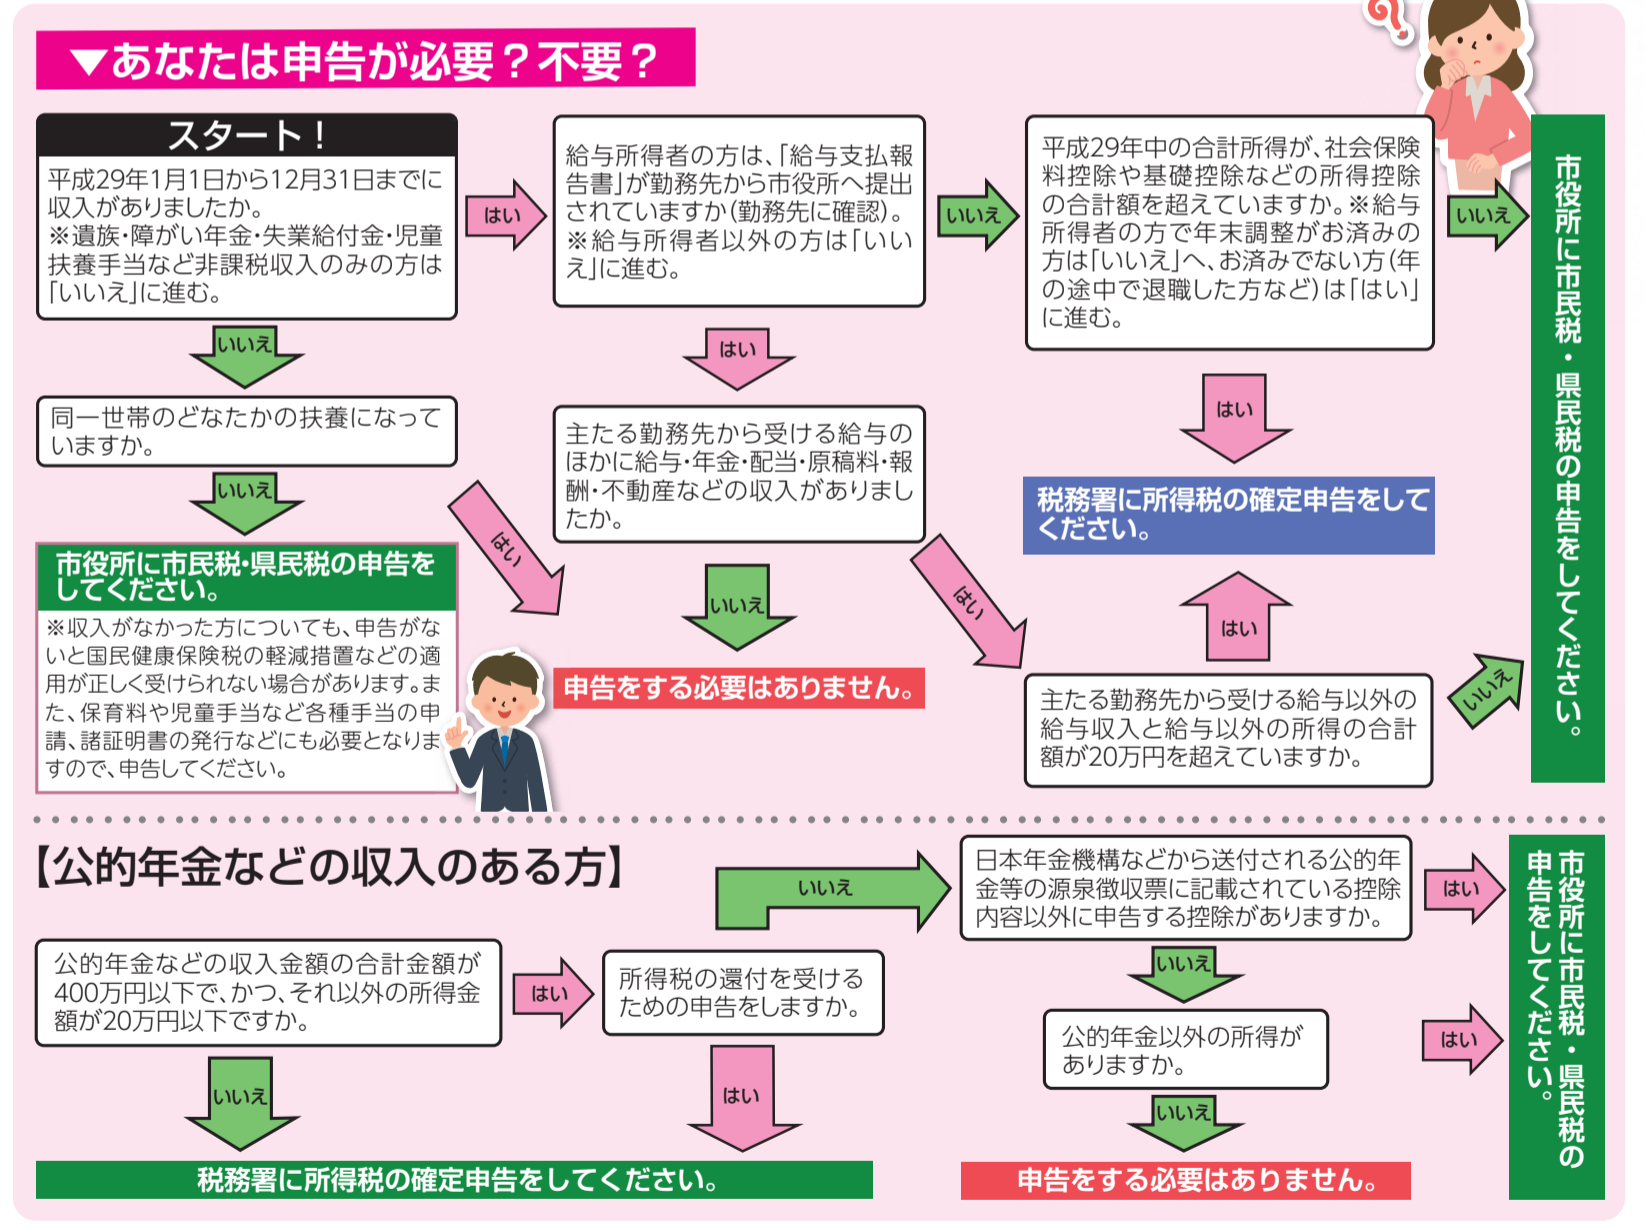 ▼あなたは申告が必要？不要？
スタート！
平成29年1月1日から12月31日までに
収入がありましたか。
※遺族・障がい年金・失業給付金・児童
扶養手当など非課税収入のみの方は
「いいえ」に進む。
はい
給与所得者の方は、「給与支払報
告書」が勤務先から市役所へ提出
されていますか（勤務先に確認）。
※給与所得者以外の方は「いい
え」に進む。
いいえ
平成29年中の合計所得が、社会保険
料控除や基礎控除などの所得控除
の合計額を超えていますか。※給与
所得者の方で年末調整がお済みの
方は「いいえ」へ、お済みでない方（年
の途中で退職した方など）は「はい」
に進む。
いいえ
市役所に市民税・県民税の申告をしてください。
いいえ
はい
はい
同一世帯のどなたかの扶養になって
いますか。
いいえ
はい
主たる勤務先から受ける給与の
ほかに給与・年金・配当・原稿料・報
酬・不動産などの収入がありまし
たか。
いいえ
はい
税務署に所得税の確定申告をして
ください。
はい
市役所に市民税・県民税の申告を
してください。
※収入がなかった方についても、申告がな
いと国民健康保険税の軽減措置などの適
用が正しく受けられない場合があります。ま
た、保育料や児童手当など各種手当の申
請、諸証明書の発行などにも必要となりま
すので、申告してください。
申告をする必要はありません。
主たる勤務先から受ける給与以外の
給与収入と給与以外の所得の合計
額が20万円を超えていますか。
いいえ
【公的年金などの収入のある方】
公的年金などの収入金額の合計金額が
400万円以下で、かつ、それ以外の所得金
額が20万円以下ですか。
はい
所得税の還付を受ける
ための申告をしますか。
いいえ
日本年金機構などから送付される公的年
金等の源泉徴収票に記載されている控除
内容以外に申告する控除がありますか。
はい
市役所に市民税・県民税の
申告をしてください。
いいえ
公的年金以外の所得が
ありますか。
はい
いいえ
はい
いいえ
税務署に所得税の確定申告をしてください。
申告をする必要はありません。